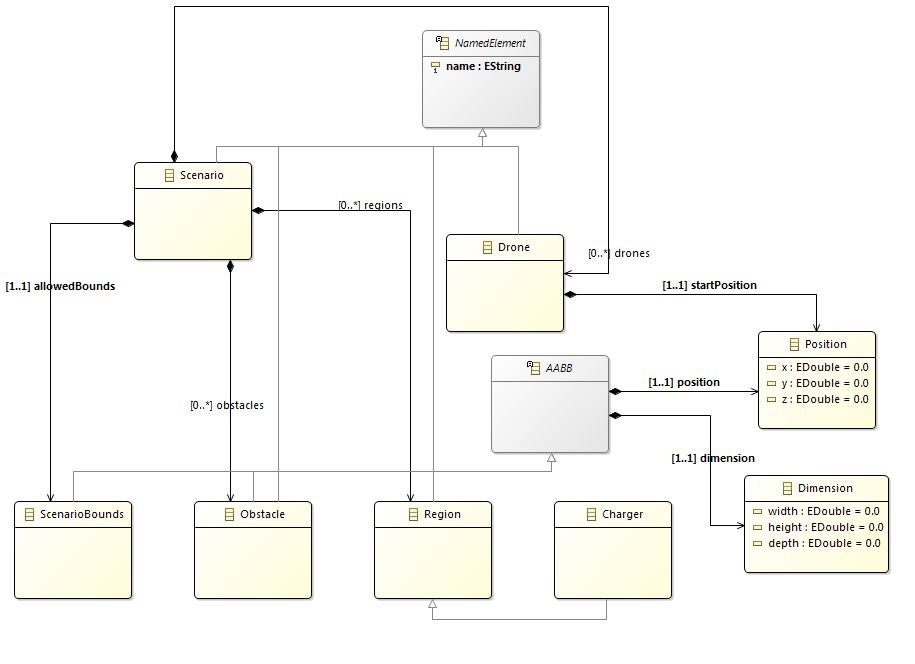 NamedElement
name : EString
Scenario
[0..*] regions
Drone
[0..*] drones
[1..1] allowedBounds
[1..1] startPosition
Position
x : EDouble = 0.0
y : EDouble = 0.0
z : EDouble = 0.0
AABB
[1..1] position
[0..*] obstacles
[1..1] dimension
Dimension
width : EDouble = 0.0
height : EDouble = 0.0
depth : EDouble = 0.0
ScenarioBounds
Obstacle
Region
Charger